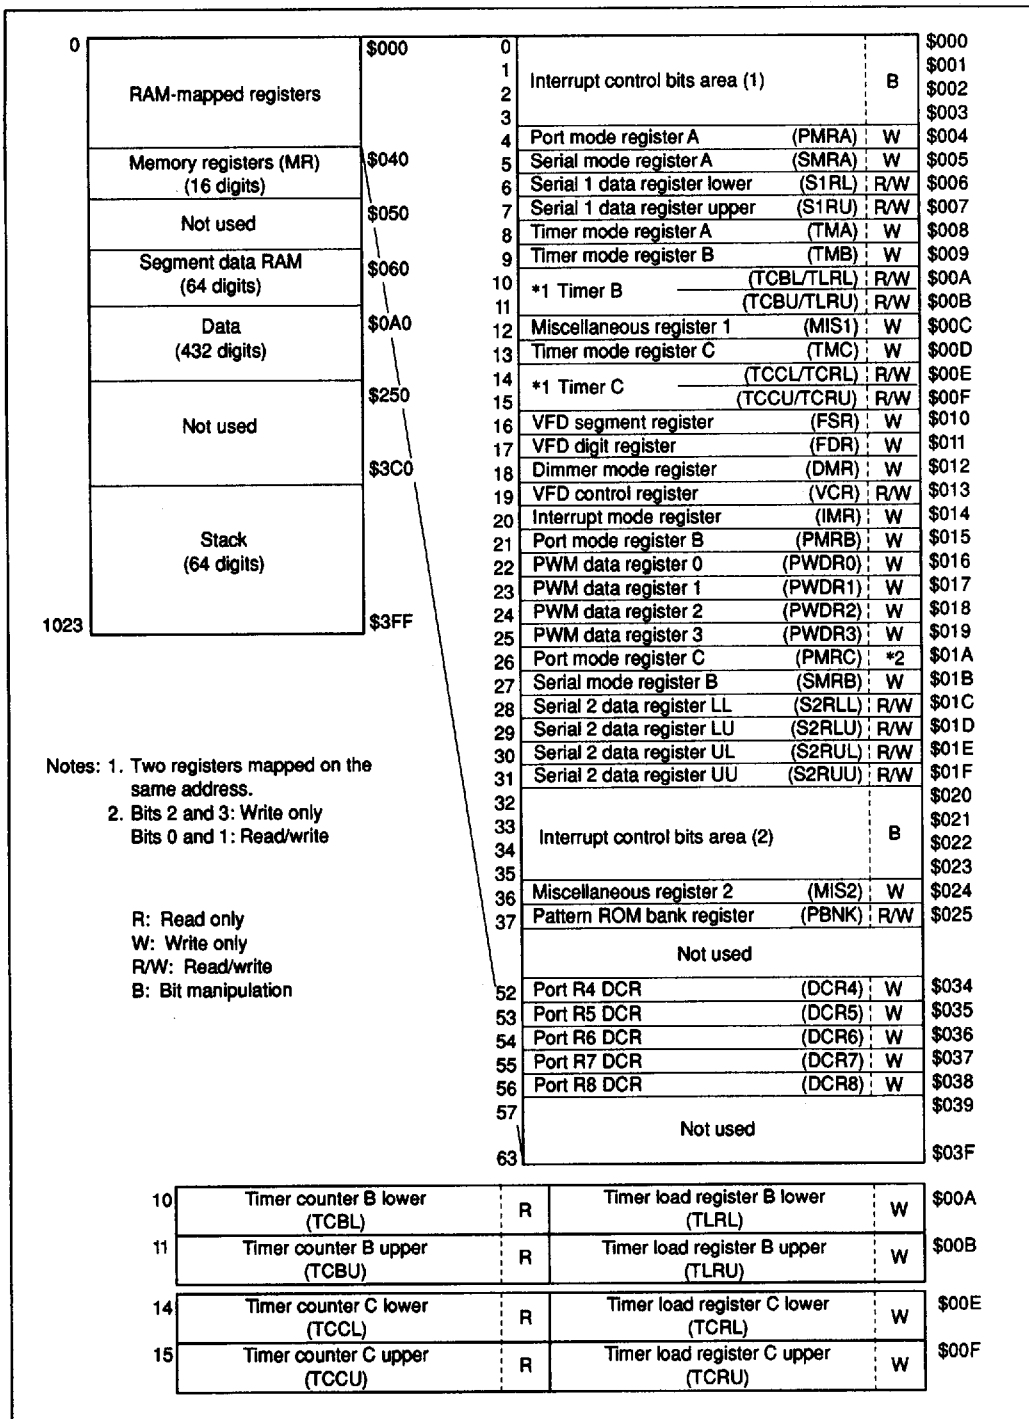 0 $000
RAM-mapped registers
Memory registers (MR) $040
(16 digits)
Not used $050
Segment data RAM $060
(64 digits)
Data $0A0
(432 digits)
$250
Not used
$3C0
Stack
(64 digits)
1023 $3FF
Notes: 1. Two registers mapped on the
same address.
2. Bits 2 and 3: Write only
Bits 0 and 1: Read/write
R: Read only
W: Write only
R/W: Read/write
B: Bit manipulation
0 $000
1 Interrupt control bits area (1) B $001
2 $002
3 $003
4 Port mode register A (PMRA) W $004
5 Serial mode register A (SMRA) W $005
6 Serial 1 data register lower (S1RL) R/W $006
7 Serial 1 data register upper (S1RU) R/W $007
8 Timer mode register A (TMA) W $008
9 Timer mode register B (TMB) W $009
10 *1 Timer B (TCBL/TLRL) R/W $00A
11 (TCBU/TLRU) R/W $00B
12 Miscellaneous register 1 (MIS1) W $00C
13 Timer mode register C (TMC) W $00D
14 *1 Timer C (TCCL/TCRL) R/W $00E
15 (TCCU/TCRU) R/W $00F
16 VFD segment register (FSR) W $010
17 VFD digit register (FDR) W $011
18 Dimmer mode register (DMR) W $012
19 VFD control register (VCR) R/W $013
20 Interrupt mode register (IMR) W $014
21 Port mode register B (PMRB) W $015
22 PWM data register 0 (PWDR0) W $016
23 PWM data register 1 (PWDR1) W $017
24 PWM data register 2 (PWDR2) W $018
25 PWM data register 3 (PWDR3) W $019
26 Port mode register C (PMRC) *2 $01A
27 Serial mode register B (SMRB) W $01B
28 Serial 2 data register LL (S2RLL) R/W $01C
29 Serial 2 data register LU (S2RLU) R/W $01D
30 Serial 2 data register UL (S2RUL) R/W $01E
31 Serial 2 data register UU (S2RUU) R/W $01F
32 $020
33 Interrupt control bits area (2) B $021
34 $022
35 $023
36 Miscellaneous register 2 (MIS2) W $024
37 Pattern ROM bank register (PBNK) R/W $025
Not used
52 Port R4 DCR (DCR4) W $034
53 Port R5 DCR (DCR5) W $035
54 Port R6 DCR (DCR6) W $036
55 Port R7 DCR (DCR7) W $037
56 Port R8 DCR (DCR8) W $038
57 $039
Not used
63 $03F
10 Timer counter B lower R Timer load register B lower W $00A
(TCBL) (TLRL)
11 Timer counter B upper R Timer load register B upper W $00B
(TCBU) (TLRU)
14 Timer counter C lower R Timer load register C lower W $00E
(TCCL) (TCRL)
15 Timer counter C upper R Timer load register C upper W $00F
(TCCU) (TCRU)